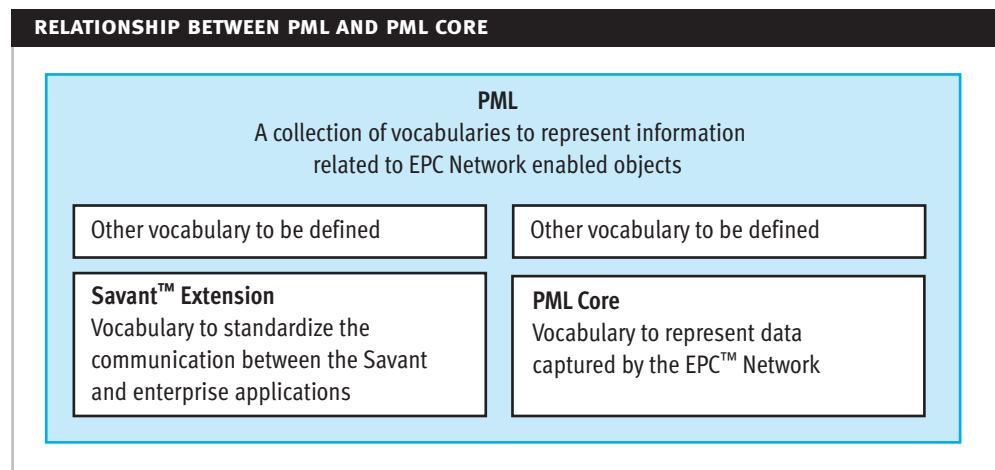 RELATIONSHIP BETWEEN PML AND PML CORE
PML
A collection of vocabularies to represent information
related to EPC Network enabled objects
Other vocabulary to be defined
Other vocabulary to be defined
Savant™ Extension
Vocabulary to standardize the
communication between the Savant
and enterprise applications
PML Core
Vocabulary to represent data
captured by the EPC™ Network